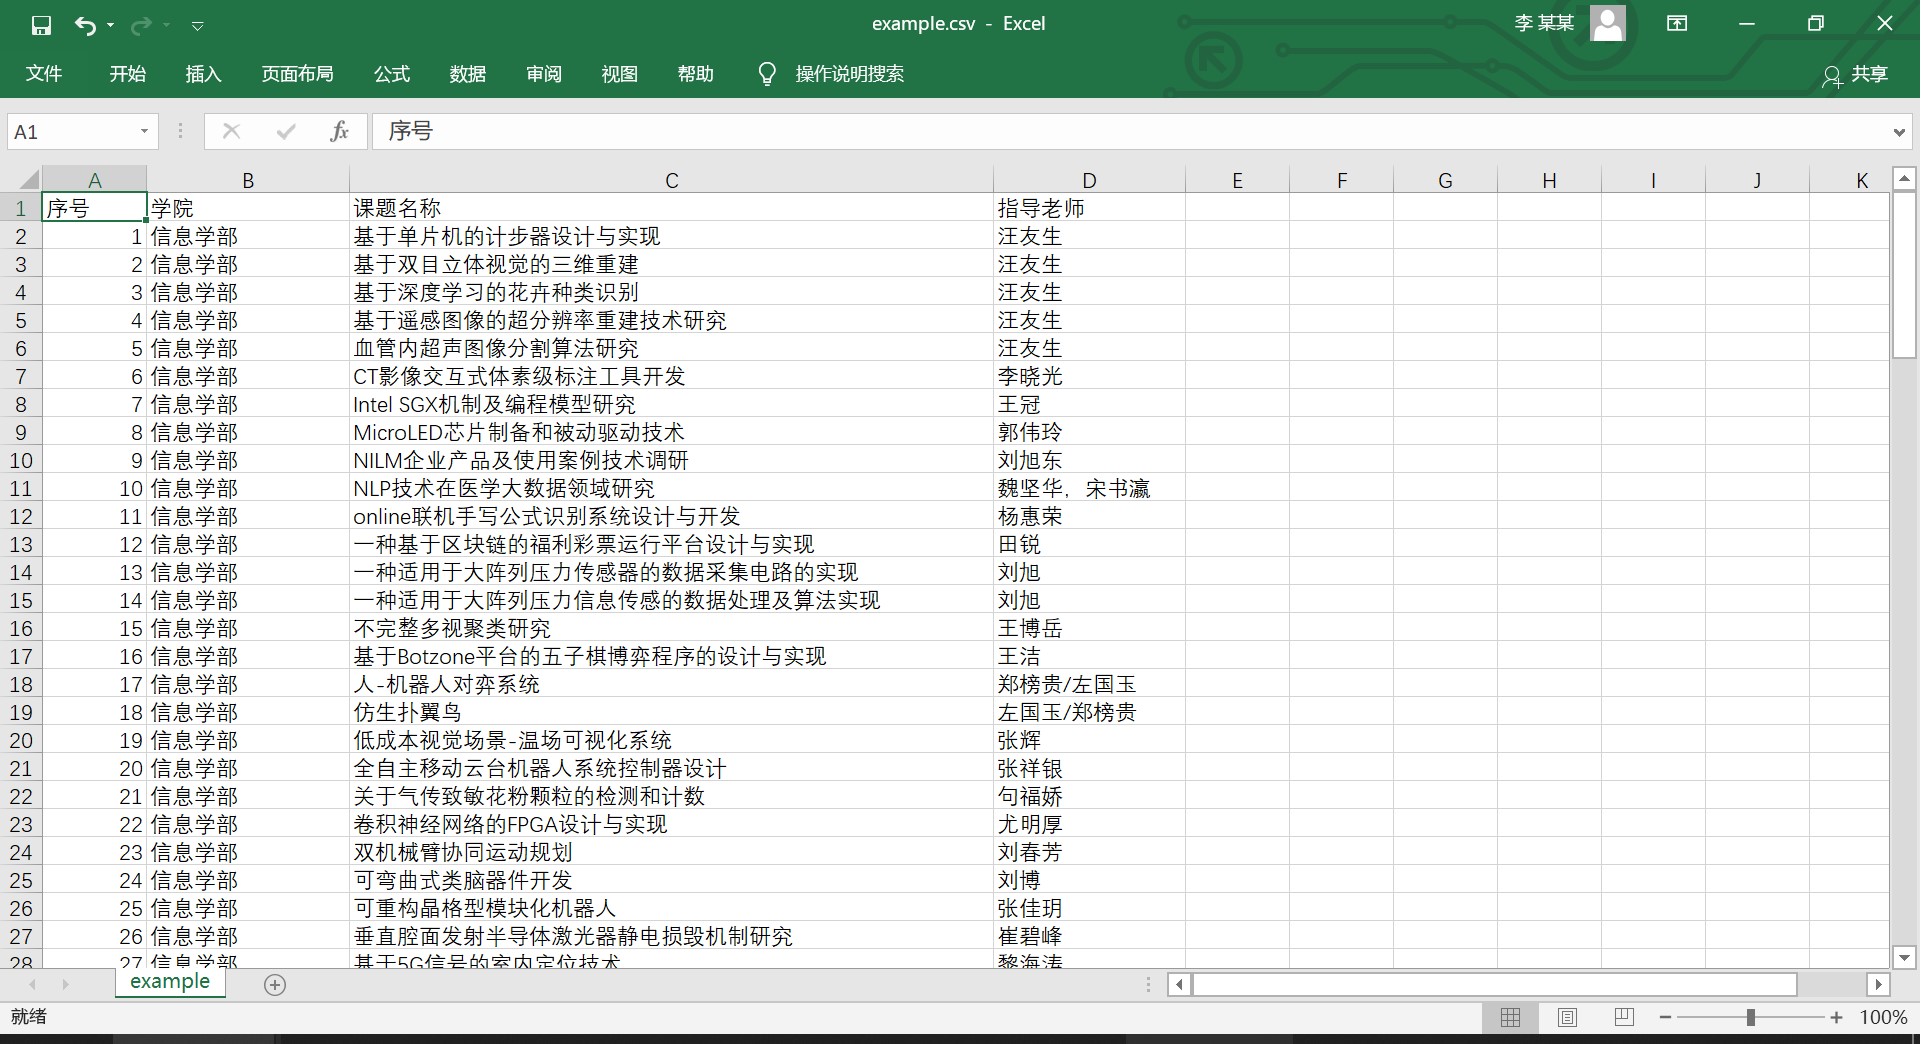 example.csv - Excel
李 某某
文件 开始 插入 页面布局 公式 数据 审阅 视图 帮助 操作说明搜索 共享
A1 fx 序号
A B C D E F G H I J K
1 序号 学院 课题名称 指导老师
2 1 信息学部 基于单片机的计步器设计与实现 汪友生
3 2 信息学部 基于双目立体视觉的三维重建 汪友生
4 3 信息学部 基于深度学习的花卉种类识别 汪友生
5 4 信息学部 基于遥感图像的超分辨率重建技术研究 汪友生
6 5 信息学部 血管内超声图像分割算法研究 汪友生
7 6 信息学部 CT影像交互式体素级标注工具开发 李晓光
8 7 信息学部 Intel SGX机制及编程模型研究 王冠
9 8 信息学部 MicroLED芯片制备和被动驱动技术 郭伟玲
10 9 信息学部 NILM企业产品及使用案例技术调研 刘旭东
11 10 信息学部 NLP技术在医学大数据领域研究 魏坚华，宋书瀛
12 11 信息学部 online联机手写公式识别系统设计与开发 杨惠荣
13 12 信息学部 一种基于区块链的福利彩票运行平台设计与实现 田锐
14 13 信息学部 一种适用于大阵列压力传感器的数据采集电路的实现 刘旭
15 14 信息学部 一种适用于大阵列压力信息传感的数据处理及算法实现 刘旭
16 15 信息学部 不完整多视聚类研究 王博岳
17 16 信息学部 基于Botzone平台的五子棋博弈程序的设计与实现 王洁
18 17 信息学部 人-机器人对弈系统 郑榜贵/左国玉
19 18 信息学部 仿生扑翼鸟 左国玉/郑榜贵
20 19 信息学部 低成本视觉场景-温场可视化系统 张辉
21 20 信息学部 全自主移动云台机器人系统控制器设计 张祥银
22 21 信息学部 关于气传致敏花粉颗粒的检测和计数 句福娇
23 22 信息学部 卷积神经网络的FPGA设计与实现 尤明厚
24 23 信息学部 双机械臂协同运动规划 刘春芳
25 24 信息学部 可弯曲式类脑器件开发 刘博
26 25 信息学部 可重构晶格型模块化机器人 张佳玥
27 26 信息学部 垂直腔面发射半导体激光器静电损毁机制研究 崔碧峰
28 27 信息学部 基于5G信号的室内定位技术 黎海涛
example
就绪 100%